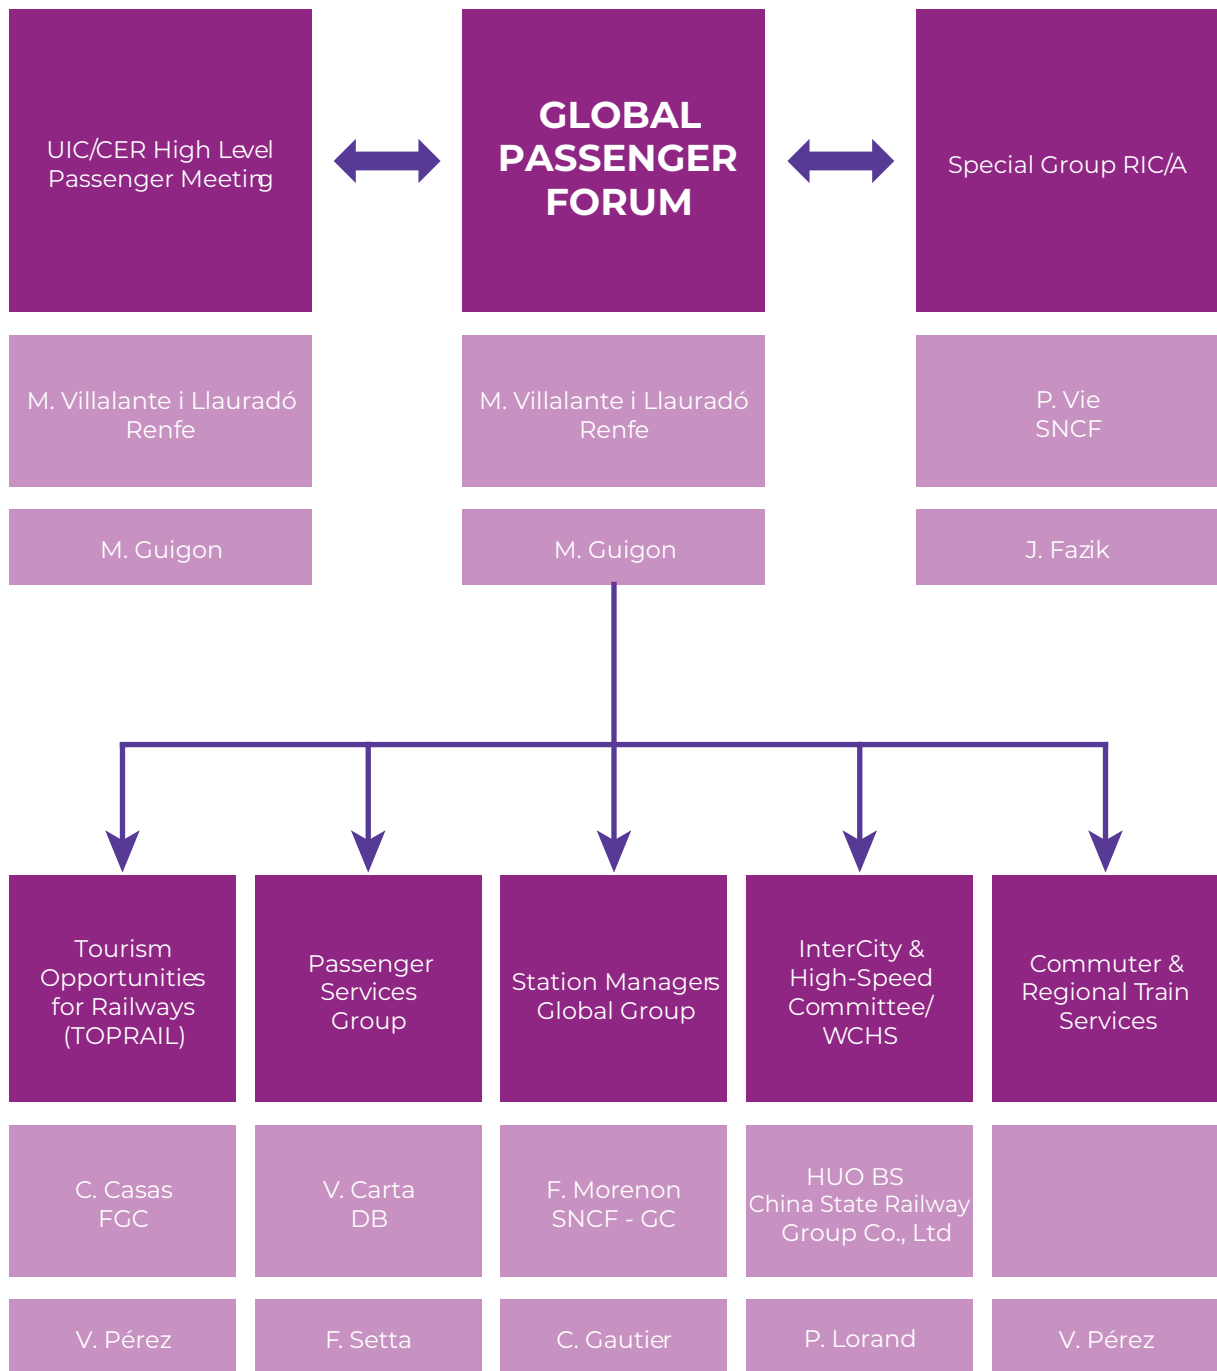 UIC/CER High Level
Passenger Meeting
GLOBAL
PASSENGER
FORUM
Special Group RIC/A
M. Villalante i Llauradó
Renfe
M. Villalante i Llauradó
Renfe
P. Vie
SNCF
M. Guigon
M. Guigon
J. Fazik
Tourism
Opportunities
for Railways
(TOPRAIL)
Passenger
Services
Group
Station Managers
Global Group
InterCity &
High-Speed
Committee/
WCHS
Commuter &
Regional Train
Services
C. Casas
FGC
V. Carta
DB
F. Morenon
SNCF - GC
HUO BS
China State Railway
Group Co., Ltd
V. Pérez
F. Setta
C. Gautier
P. Lorand
V. Pérez